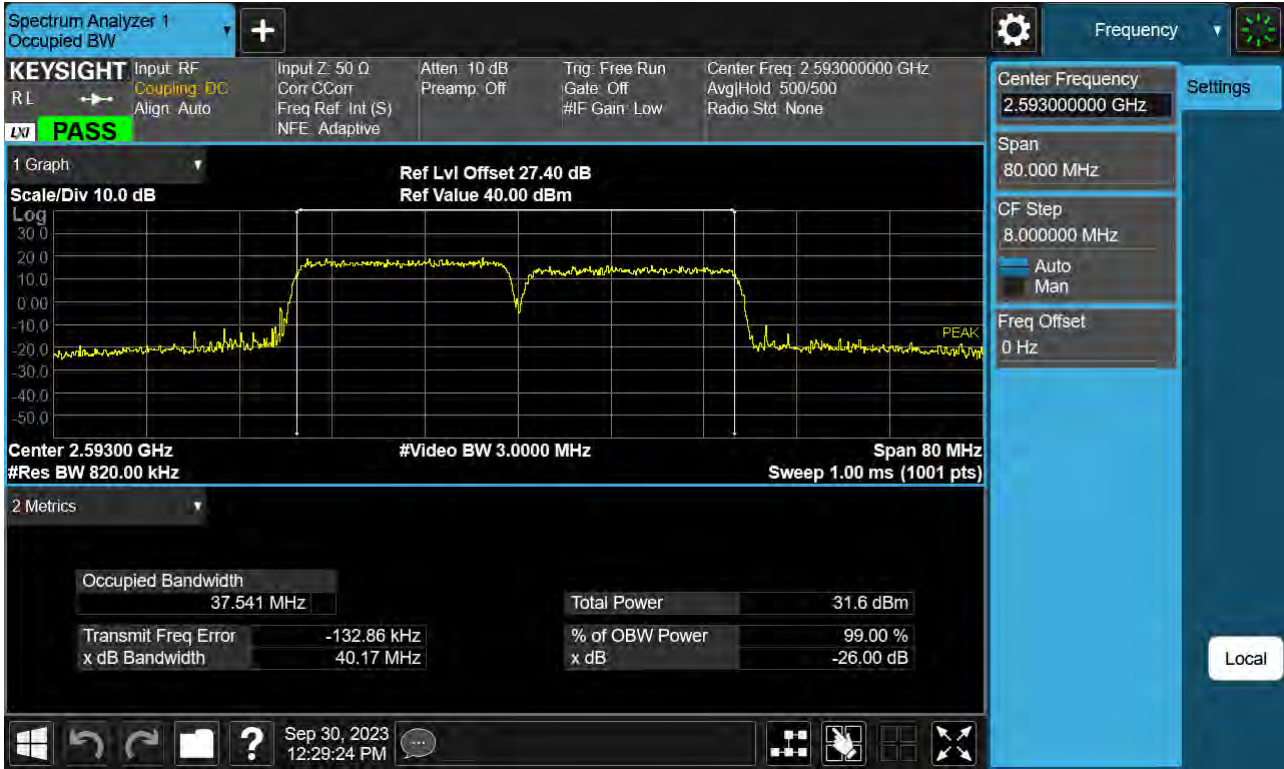 Spectrum Analyzer 1
Occupied BW
Frequency
KEYSIGHT
R L
LXI PASS
Input: RF
Coupling: DC
Align: Auto
Input Z: 50 Ω
Corr CCorr
Freq Ref: Int (S)
NFE: Adaptive
Atten: 10 dB
Preamp: Off
Trig: Free Run
Gate: Off
#IF Gain: Low
Center Freq: 2.593000000 GHz
Avg|Hold: 500/500
Radio Std: None
Center Frequency
2.593000000 GHz
Settings
Span
80.000 MHz
CF Step
8.000000 MHz
Auto
Man
Freq Offset
0 Hz
Local
1 Graph
Scale/Div 10.0 dB
Ref Lvl Offset 27.40 dB
Ref Value 40.00 dBm
Log
30.0
20.0
10.0
0.00
-10.0
-20.0
-30.0
-40.0
-50.0
PEAK
Center 2.59300 GHz
#Video BW 3.0000 MHz
Span 80 MHz
#Res BW 820.00 kHz
Sweep 1.00 ms (1001 pts)
2 Metrics
Occupied Bandwidth
37.541 MHz
Total Power 31.6 dBm
Transmit Freq Error -132.86 kHz
% of OBW Power 99.00 %
x dB Bandwidth 40.17 MHz
x dB -26.00 dB
Sep 30, 2023
12:29:24 PM